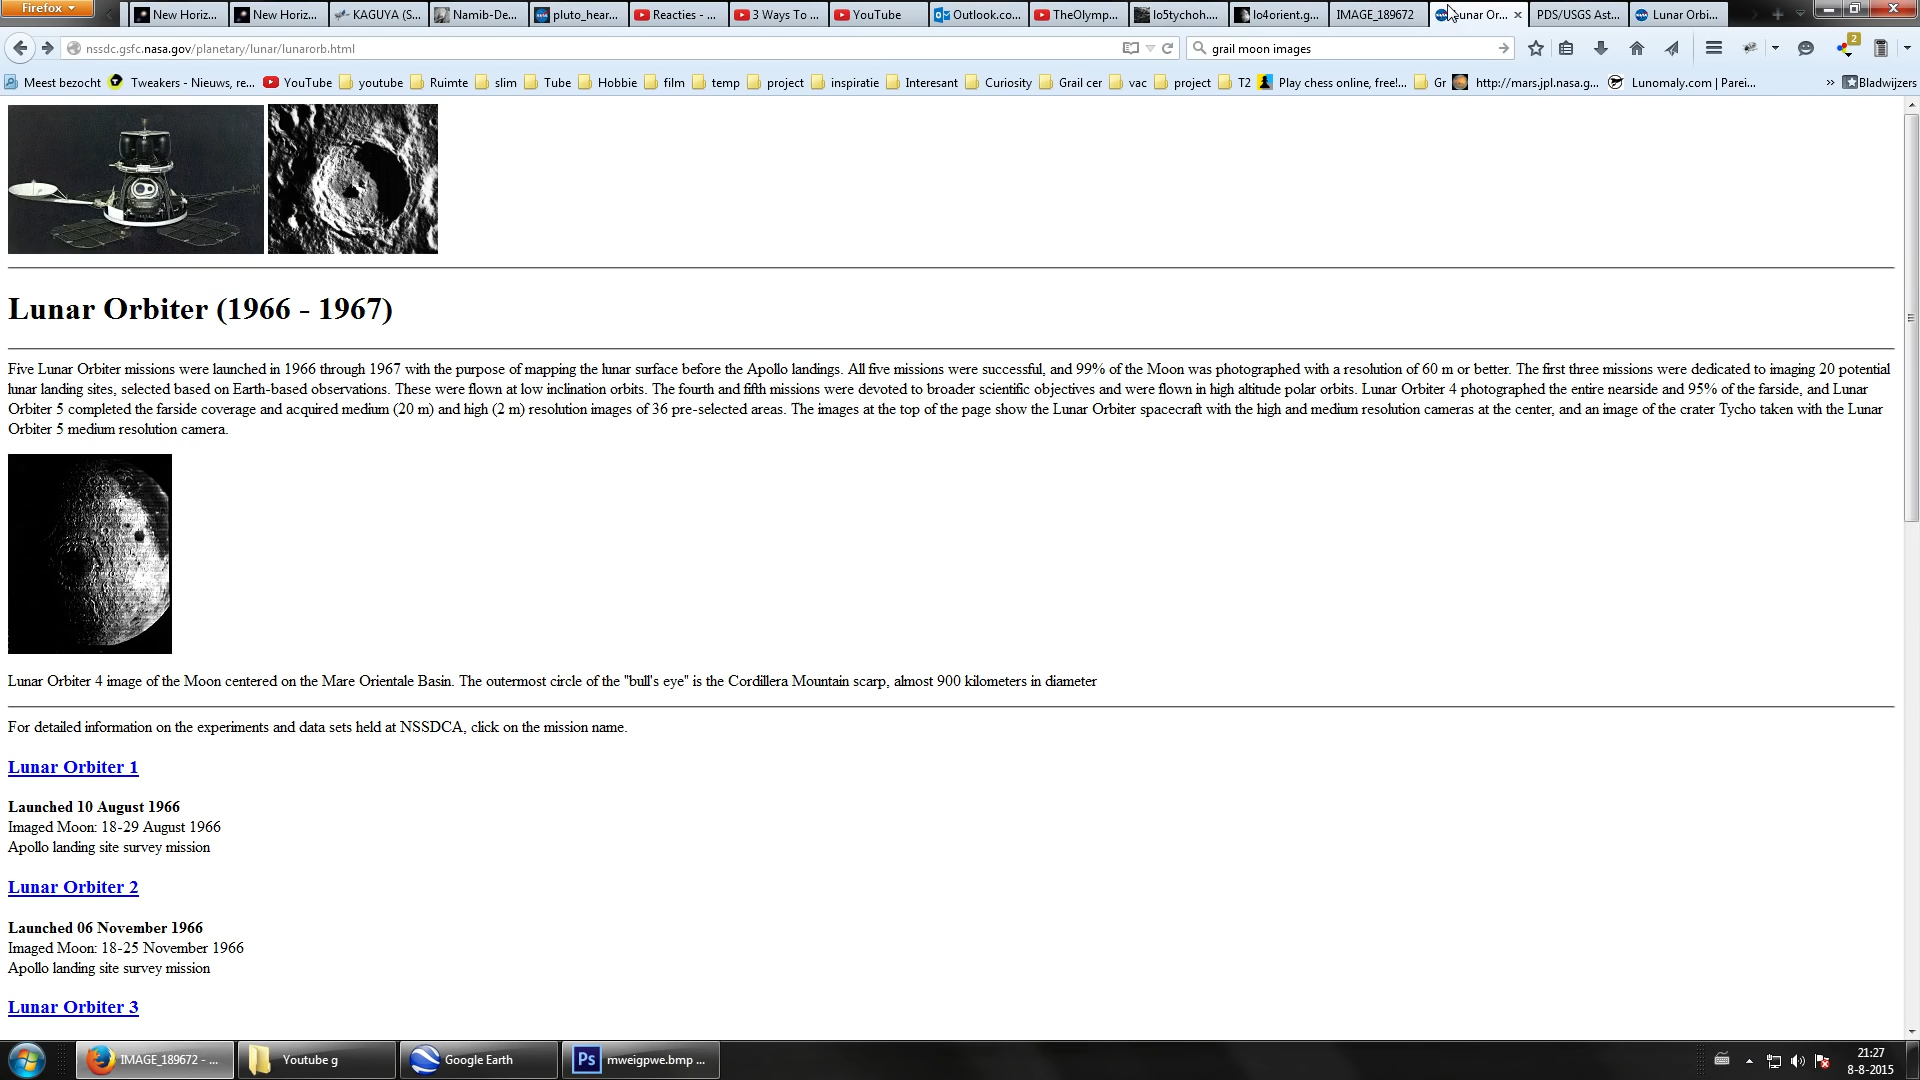 Firefox
New Horiz...
New Horiz...
KAGUYA (S...
Namib-De...
pluto_hear...
Reacties - ...
3 Ways To ...
YouTube
Outlook.co...
TheOlymp...
lo5tychoh....
lo4orient.g...
IMAGE_189672
Lunar Or...
PDS/USGS Ast...
Lunar Orbi...
nssdc.gsfc.nasa.gov/planetary/lunar/lunarorb.html
grail moon images
2
Meest bezocht
Tweakers - Nieuws, re...
YouTube
youtube
Ruimte
slim
Tube
Hobbie
film
temp
project
inspiratie
Interesant
Curiosity
Grail cer
vac
project
T2
Play chess online, free!...
Gr
http://mars.jpl.nasa.g...
Lunomaly.com | Parei...
Bladwijzers
Lunar Orbiter (1966 - 1967)
Five Lunar Orbiter missions were launched in 1966 through 1967 with the purpose of mapping the lunar surface before the Apollo landings. All five missions were successful, and 99% of the Moon was photographed with a resolution of 60 m or better. The first three missions were dedicated to imaging 20 potential
lunar landing sites, selected based on Earth-based observations. These were flown at low inclination orbits. The fourth and fifth missions were devoted to broader scientific objectives and were flown in high altitude polar orbits. Lunar Orbiter 4 photographed the entire nearside and 95% of the farside, and Lunar
Orbiter 5 completed the farside coverage and acquired medium (20 m) and high (2 m) resolution images of 36 pre-selected areas. The images at the top of the page show the Lunar Orbiter spacecraft with the high and medium resolution cameras at the center, and an image of the crater Tycho taken with the Lunar
Orbiter 5 medium resolution camera.
Lunar Orbiter 4 image of the Moon centered on the Mare Orientale Basin. The outermost circle of the "bull's eye" is the Cordillera Mountain scarp, almost 900 kilometers in diameter
For detailed information on the experiments and data sets held at NSSDCA, click on the mission name.
Lunar Orbiter 1
Launched 10 August 1966
Imaged Moon: 18-29 August 1966
Apollo landing site survey mission
Lunar Orbiter 2
Launched 06 November 1966
Imaged Moon: 18-25 November 1966
Apollo landing site survey mission
Lunar Orbiter 3
IMAGE_189672 - ...
Youtube g
Google Earth
Ps
mweigpwe.bmp ...
21:27
8-8-2015